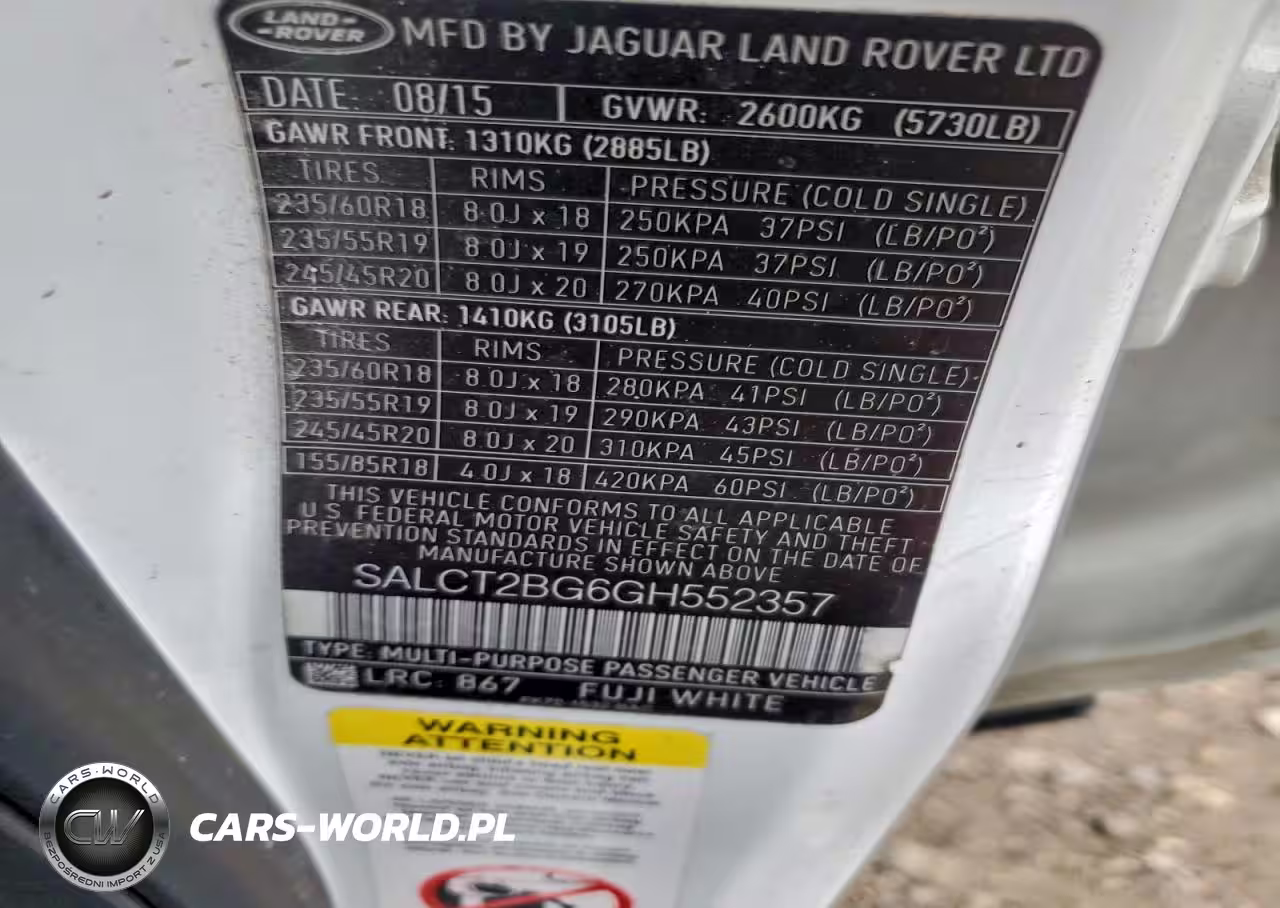 LAND-
-ROVER
MFD BY JAGUAR LAND ROVER LTD
DATE: 08/15 GVWR: 2600KG (5730LB)
GAWR FRONT: 1310KG (2885LB)
TIRES RIMS PRESSURE (COLD SINGLE)
235/60R18 8.0J x 18 250KPA 37PSI (LB/PO²)
235/55R19 8.0J x 19 250KPA 37PSI (LB/PO²)
245/45R20 8.0J x 20 270KPA 40PSI (LB/PO²)
GAWR REAR: 1410KG (3105LB)
TIRES RIMS PRESSURE (COLD SINGLE)
235/60R18 8.0J x 18 280KPA 41PSI (LB/PO²)
235/55R19 8.0J x 19 290KPA 43PSI (LB/PO²)
245/45R20 8.0J x 20 310KPA 45PSI (LB/PO²)
155/85R18 4.0J x 18 420KPA 60PSI (LB/PO²)
THIS VEHICLE CONFORMS TO ALL APPLICABLE
U.S FEDERAL MOTOR VEHICLE SAFETY AND THEFT
PREVENTION STANDARDS IN EFFECT ON THE DATE OF
MANUFACTURE SHOWN ABOVE
SALCT2BG6GH552357
TYPE: MULTI-PURPOSE PASSENGER VEHICLE
LRC: 867 FUJI WHITE
WARNING
ATTENTION
CARS-WORLD
CW
BEZPOŚREDNI IMPORT Z USA
CARS-WORLD.PL